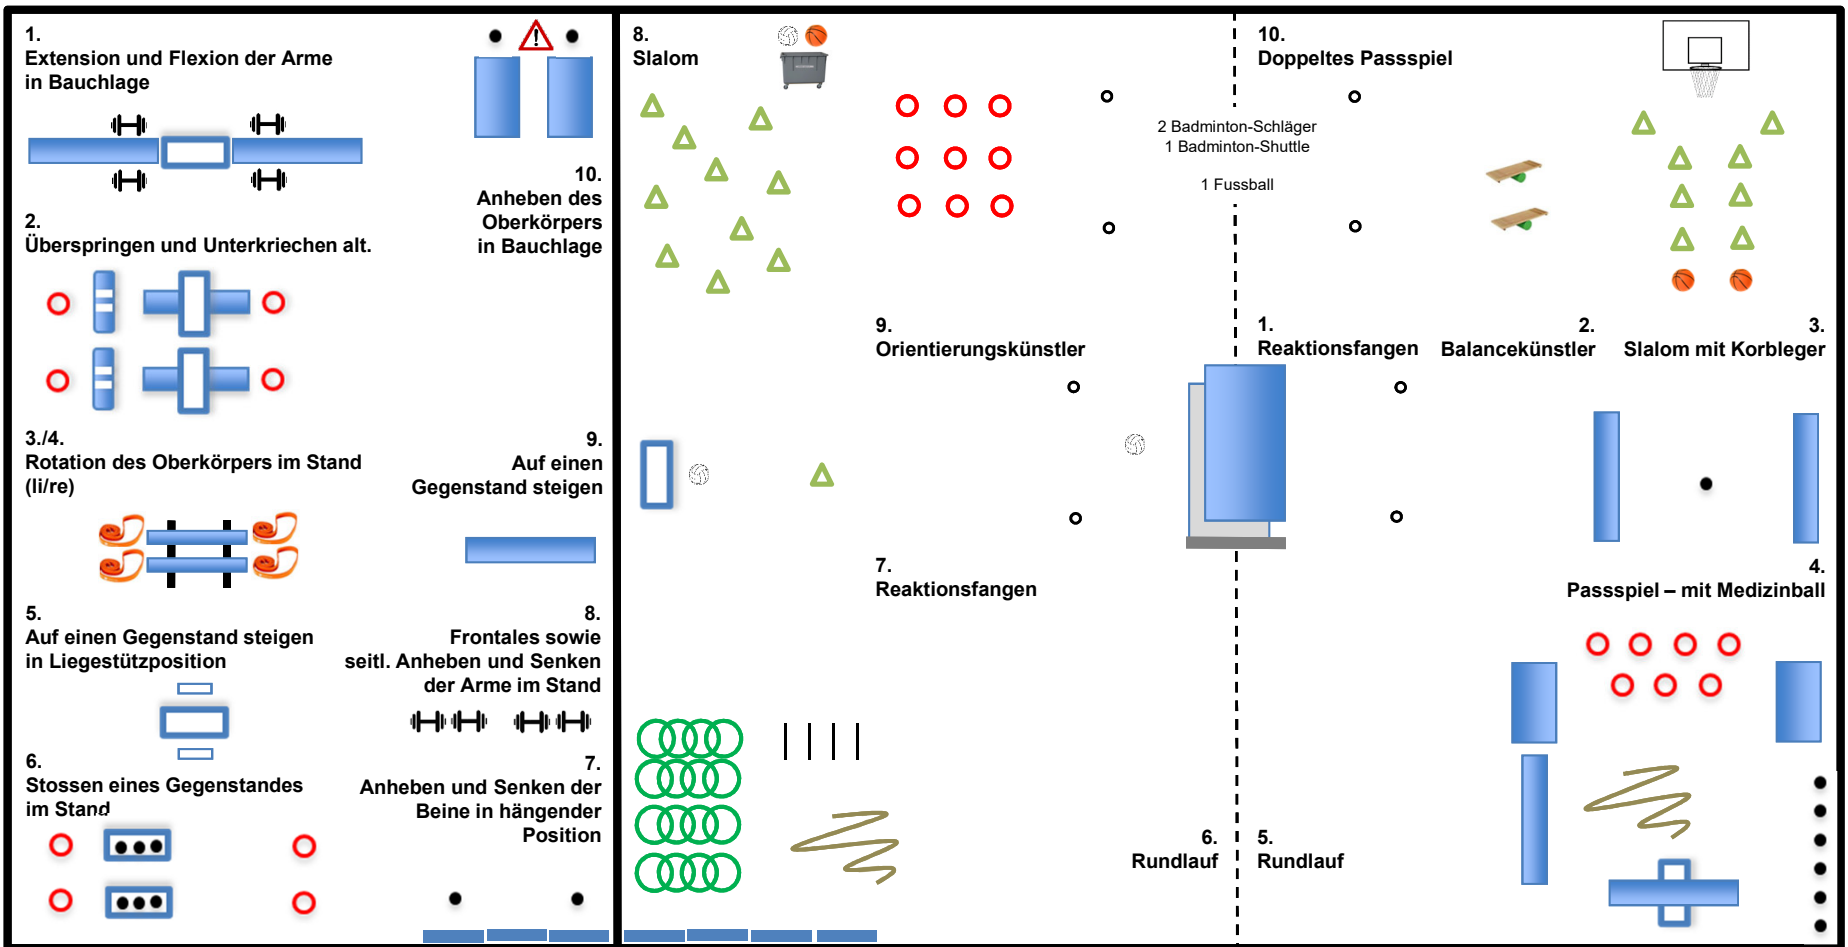 1.
Extension und Flexion der Arme
in Bauchlage
10.
Anheben des
Oberkörpers
in Bauchlage
2.
Überspringen und Unterkriechen alt.
3./4.
Rotation des Oberkörpers im Stand
(li/re)
9.
Auf einen
Gegenstand steigen
5.
Auf einen Gegenstand steigen
in Liegestützposition
8.
Frontales sowie
seitl. Anheben und Senken
der Arme im Stand
6.
Stossen eines Gegenstandes
im Stand
7.
Anheben und Senken der
Beine in hängender
Position
8.
Slalom
10.
Doppeltes Passspiel
2 Badminton-Schläger
1 Badminton-Shuttle
1 Fussball
9.
Orientierungskünstler
1.
Reaktionsfangen
2.
Balancekünstler
3.
Slalom mit Korbleger
7.
Reaktionsfangen
4.
Passspiel – mit Medizinball
6.
Rundlauf
5.
Rundlauf